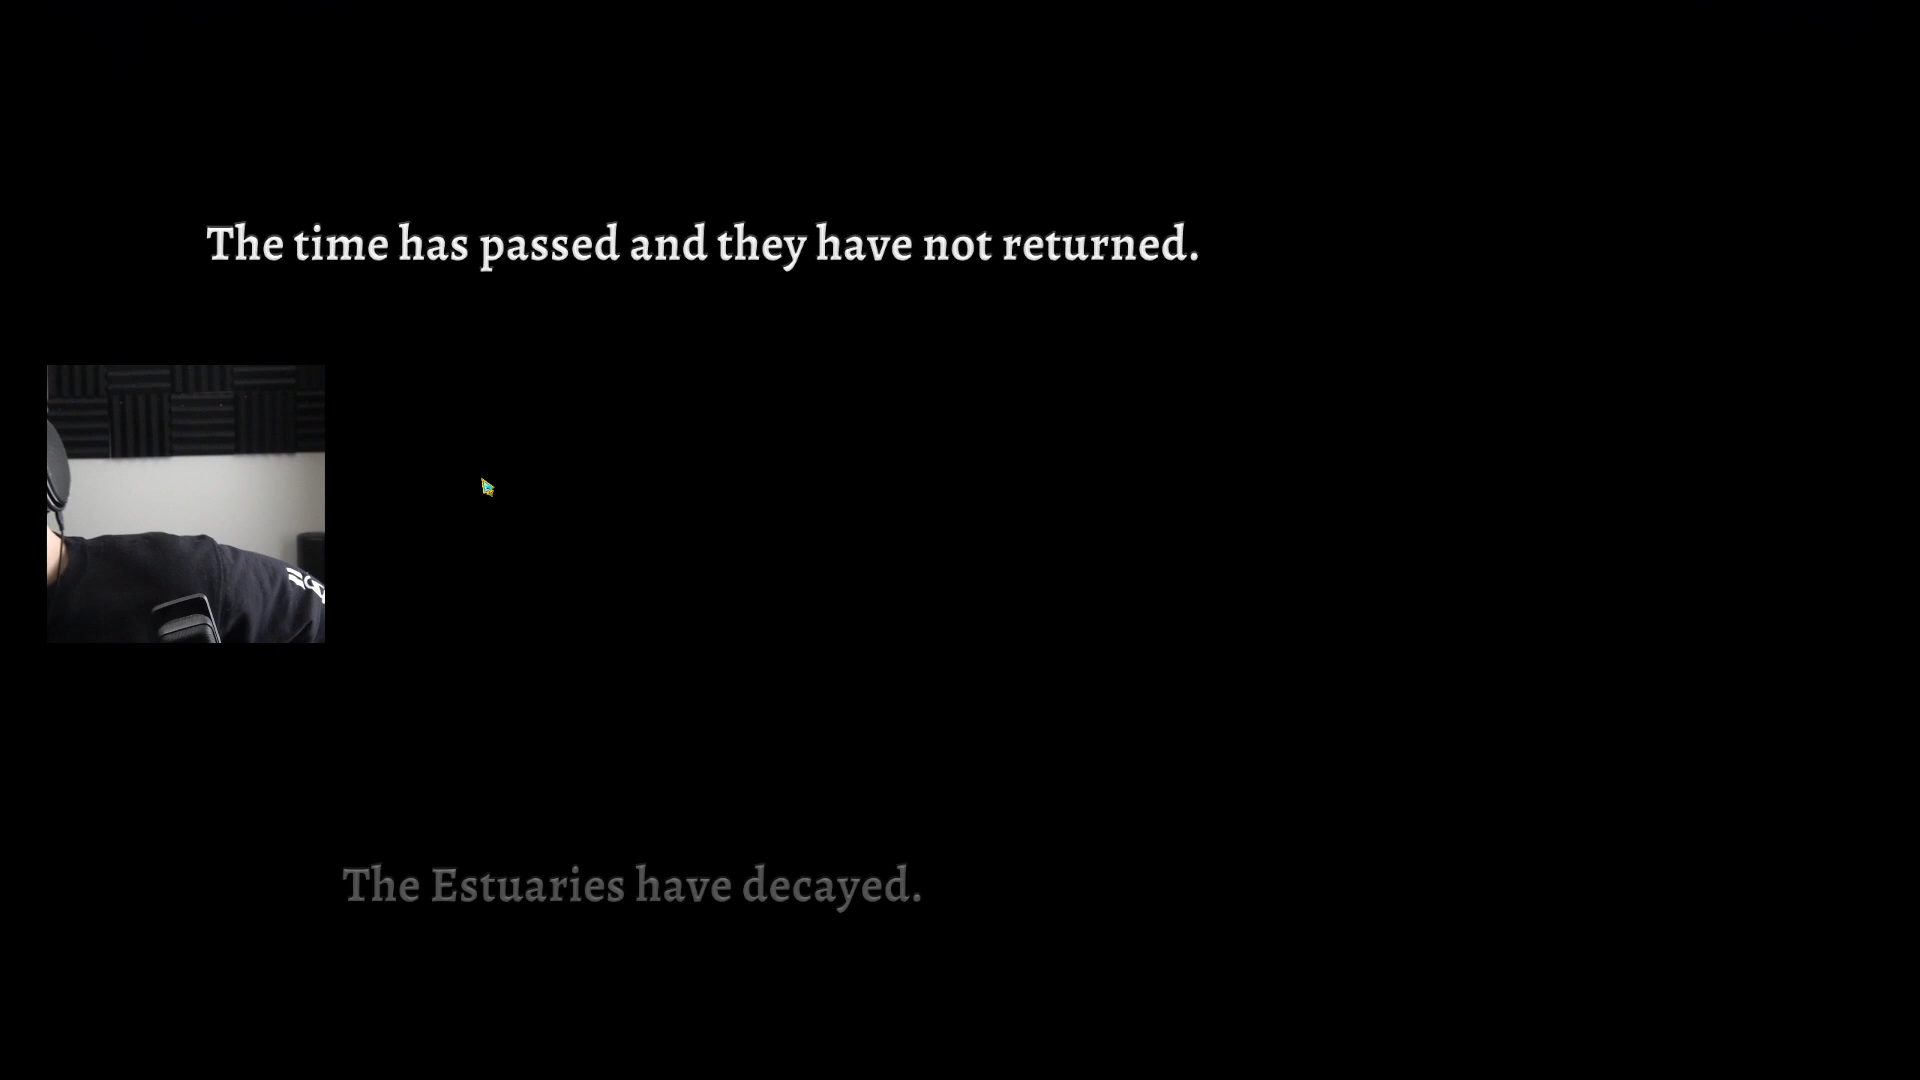 The time has passed and they have not returned.
The Estuaries have decayed.